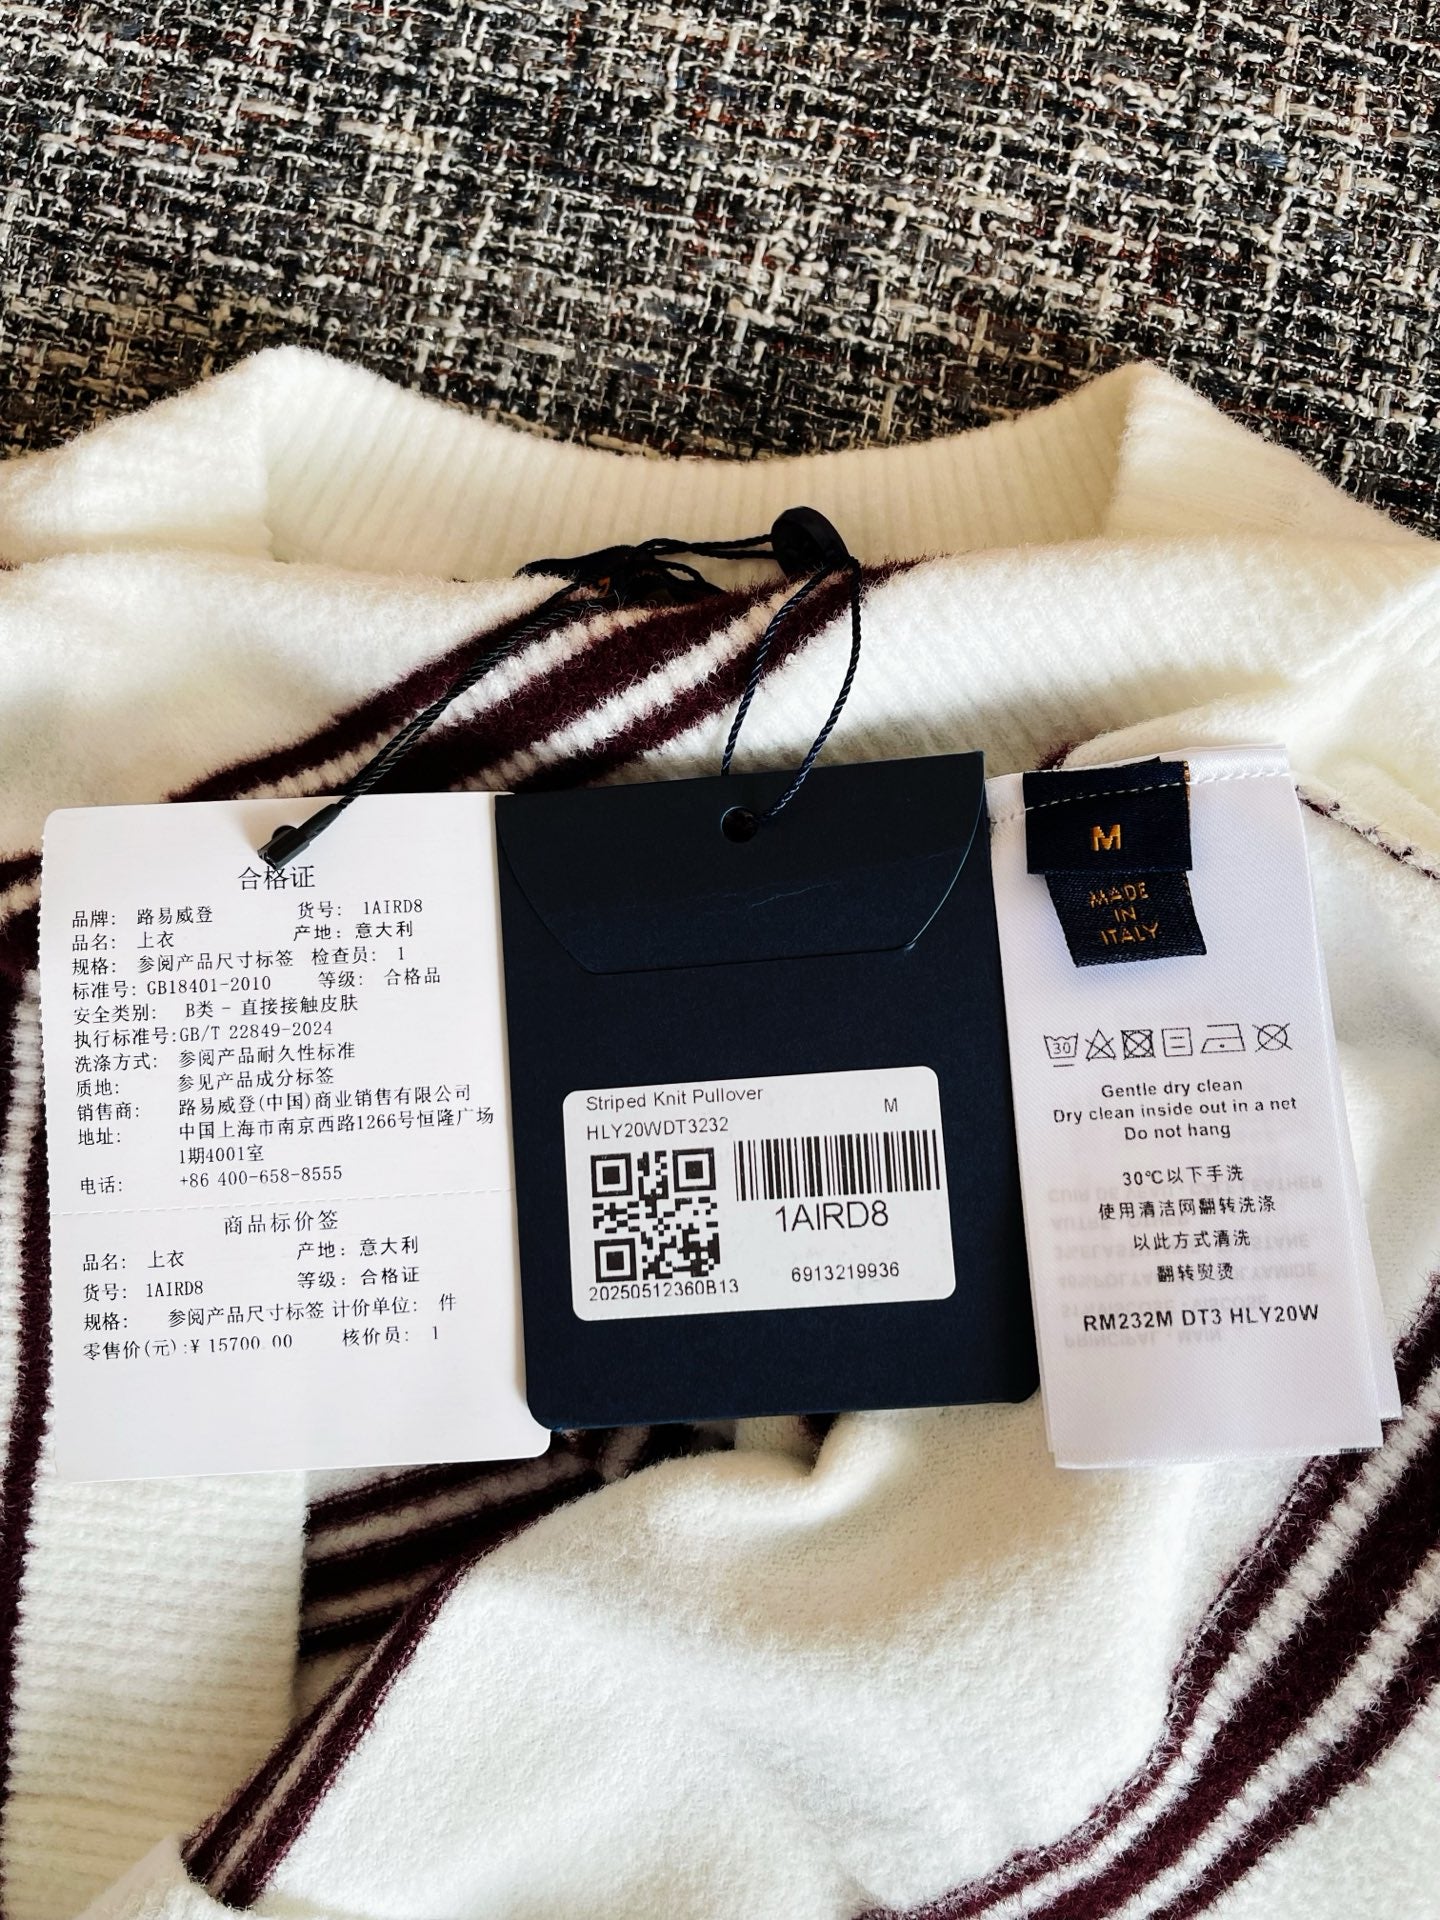 合格证
品牌: 路易威登 货号: 1AIRD8
品名: 上衣 产地: 意大利
规格: 参阅产品尺寸标签 检查员: 1
标准号: GB18401-2010 等级: 合格品
安全类别: B类 - 直接接触皮肤
执行标准号:GB/T 22849-2024
洗涤方式: 参阅产品耐久性标准
质地: 参见产品成分标签
销售商: 路易威登(中国)商业销售有限公司
地址: 中国上海市南京西路1266号恒隆广场
1期4001室
电话: +86 400-658-8555
商品标价签
品名: 上衣 产地: 意大利
货号: 1AIRD8 等级: 合格证
规格: 参阅产品尺寸标签 计价单位: 件
零售价(元):¥ 15700.00 核价员: 1
Striped Knit Pullover
HLY20WDT3232 M
1AIRD8
20250512360B13 6913219936
M
MADE
IN
ITALY
30
Gentle dry clean
Dry clean inside out in a net
Do not hang
30℃以下手洗
使用清洁网翻转洗涤
以此方式清洗
翻转熨烫
RM232M DT3 HLY20W